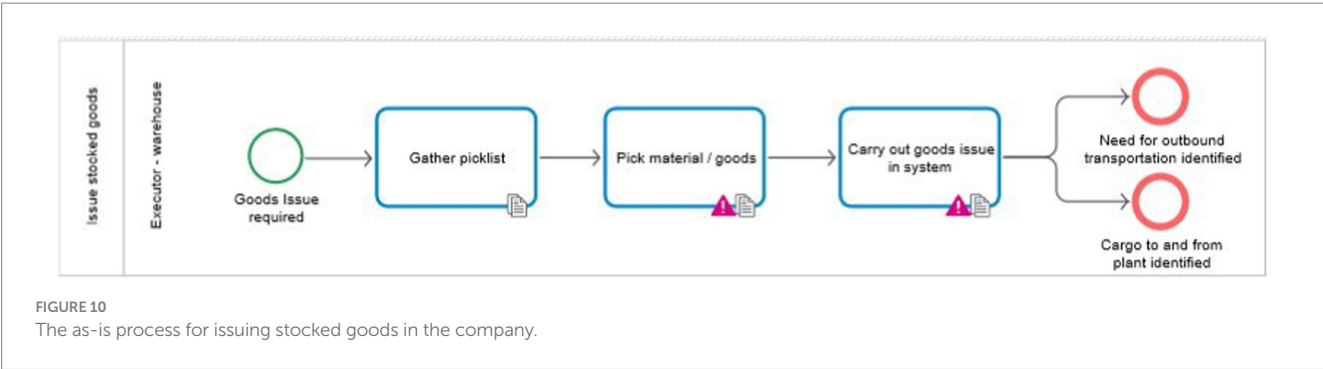 Issue stocked goods
Executor - warehouse
Goods Issue
required
Gather picklist
Pick material / goods
Carry out goods issue
in system
Need for outbound
transportation identified
Cargo to and from
plant identified
FIGURE 10
The as-is process for issuing stocked goods in the company.